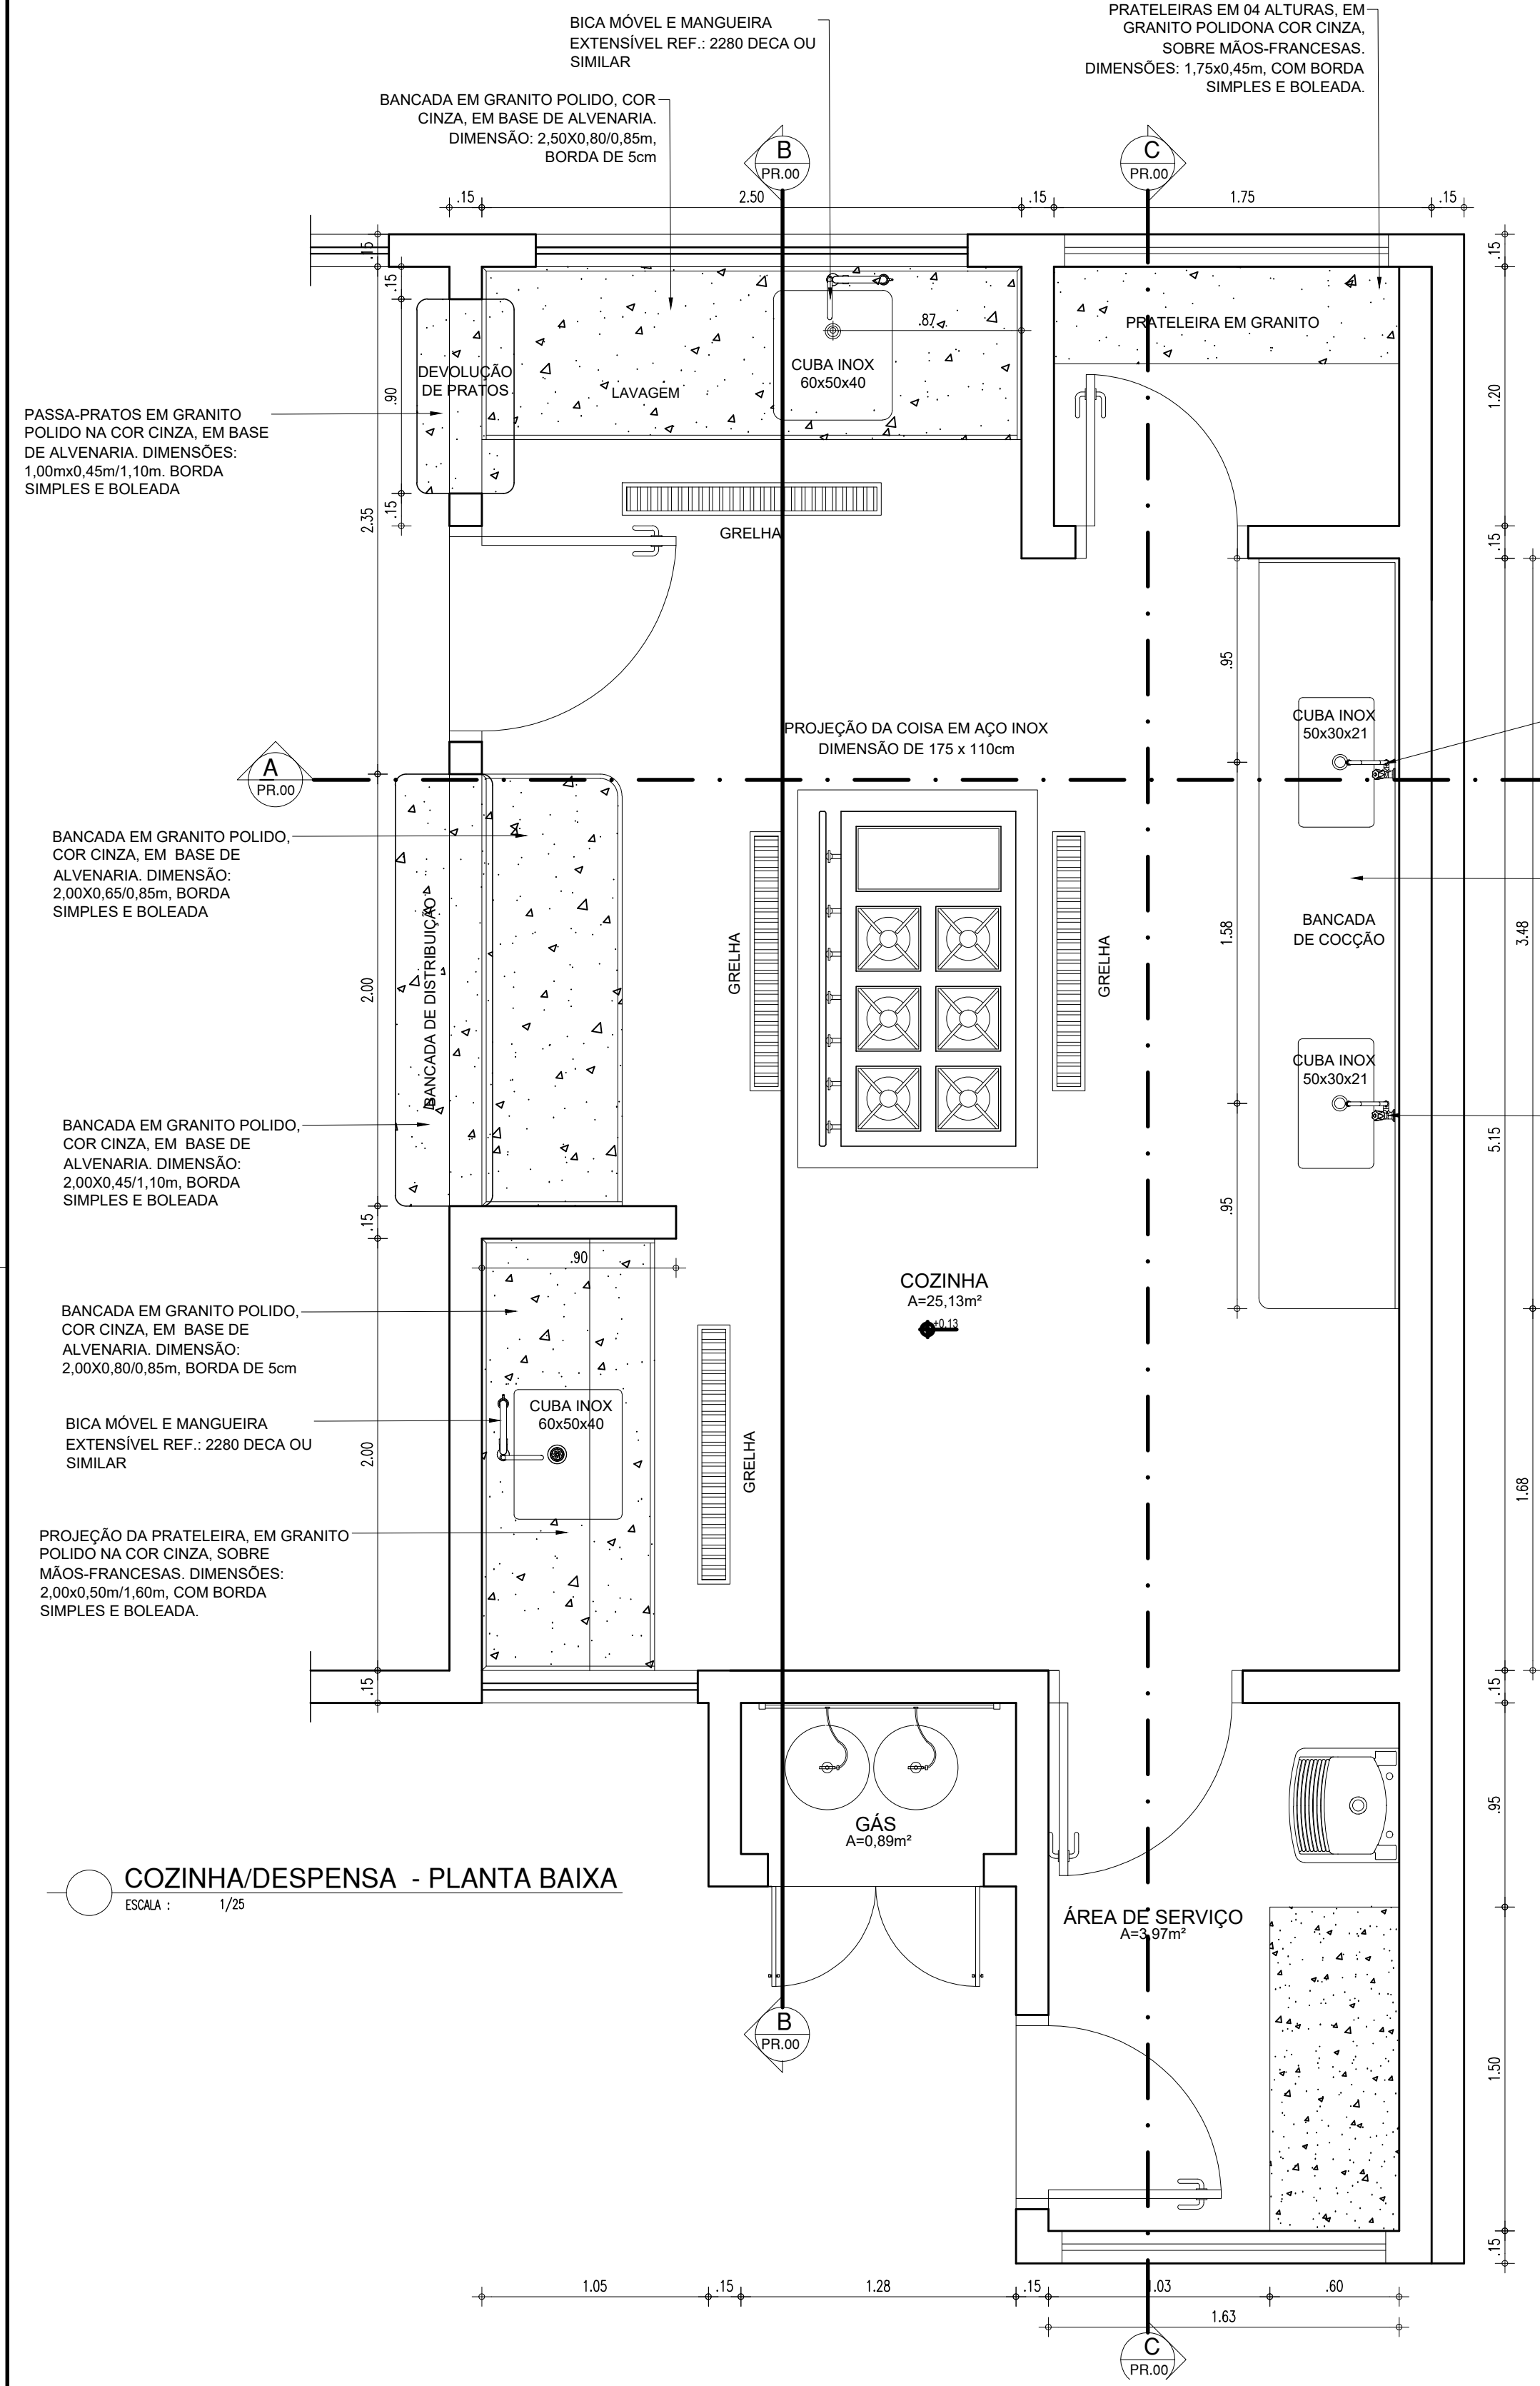 BICA MÓVEL E MANGUEIRA
EXTENSÍVEL REF.: 2280 DECA OU
SIMILAR
PRATELEIRAS EM 04 ALTURAS, EM
GRANITO POLIDONA COR CINZA,
SOBRE MÃOS-FRANCESAS.
DIMENSÕES: 1,75x0,45m, COM BORDA
SIMPLES E BOLEADA.
BANCADA EM GRANITO POLIDO, COR
CINZA, EM BASE DE ALVENARIA.
DIMENSÃO: 2,50X0,80/0,85m,
BORDA DE 5cm
B
PR.00
C
PR.00
.15
2.50
.15
1.75
.15
.15
.15
.15
.87
PRATELEIRA EM GRANITO
CUBA INOX
60x50x40
DEVOLUÇÃO
DE PRATOS
LAVAGEM
.90
1.20
PASSA-PRATOS EM GRANITO
POLIDO NA COR CINZA, EM BASE
DE ALVENARIA. DIMENSÕES:
1,00mx0,45m/1,10m. BORDA
SIMPLES E BOLEADA
.15
2.35
GRELHA
.15
.95
CUBA INOX
50x30x21
PROJEÇÃO DA COISA EM AÇO INOX
DIMENSÃO DE 175 x 110cm
A
PR.00
BANCADA EM GRANITO POLIDO,
COR CINZA, EM BASE DE
ALVENARIA. DIMENSÃO:
2,00X0,65/0,85m, BORDA
SIMPLES E BOLEADA
BANCADA DE DISTRIBUIÇÃO
2.00
GRELHA
GRELHA
1.58
BANCADA
DE COCÇÃO
3.48
CUBA INOX
50x30x21
5.15
BANCADA EM GRANITO POLIDO,
COR CINZA, EM BASE DE
ALVENARIA. DIMENSÃO:
2,00X0,45/1,10m, BORDA
SIMPLES E BOLEADA
.15
.95
.90
COZINHA
A=25,13m²
+0,13
BANCADA EM GRANITO POLIDO,
COR CINZA, EM BASE DE
ALVENARIA. DIMENSÃO:
2,00X0,80/0,85m, BORDA DE 5cm
CUBA INOX
60x50x40
BICA MÓVEL E MANGUEIRA
EXTENSÍVEL REF.: 2280 DECA OU
SIMILAR
2.00
GRELHA
1.68
PROJEÇÃO DA PRATELEIRA, EM GRANITO
POLIDO NA COR CINZA, SOBRE
MÃOS-FRANCESAS. DIMENSÕES:
2,00x0,50m/1,60m, COM BORDA
SIMPLES E BOLEADA.
.15
.15
GÁS
A=0,89m²
.95
COZINHA/DESPENSA - PLANTA BAIXA
ESCALA : 1/25
ÁREA DE SERVIÇO
A=3,97m²
B
PR.00
1.50
.15
1.05
.15
1.28
.15
1.03
.60
1.63
C
PR.00